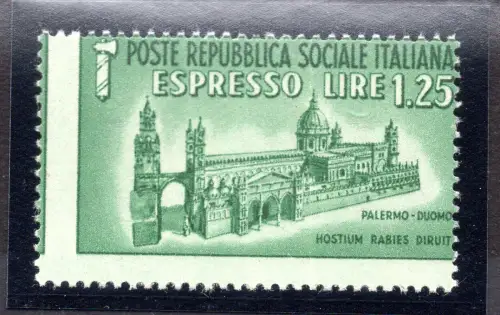 POSTE REPUBBLICA SOCIALE ITALIANA
ESPRESSO LIRE 1.25
PALERMO-DUOMO
HOSTIUM RABIES DIRUIT